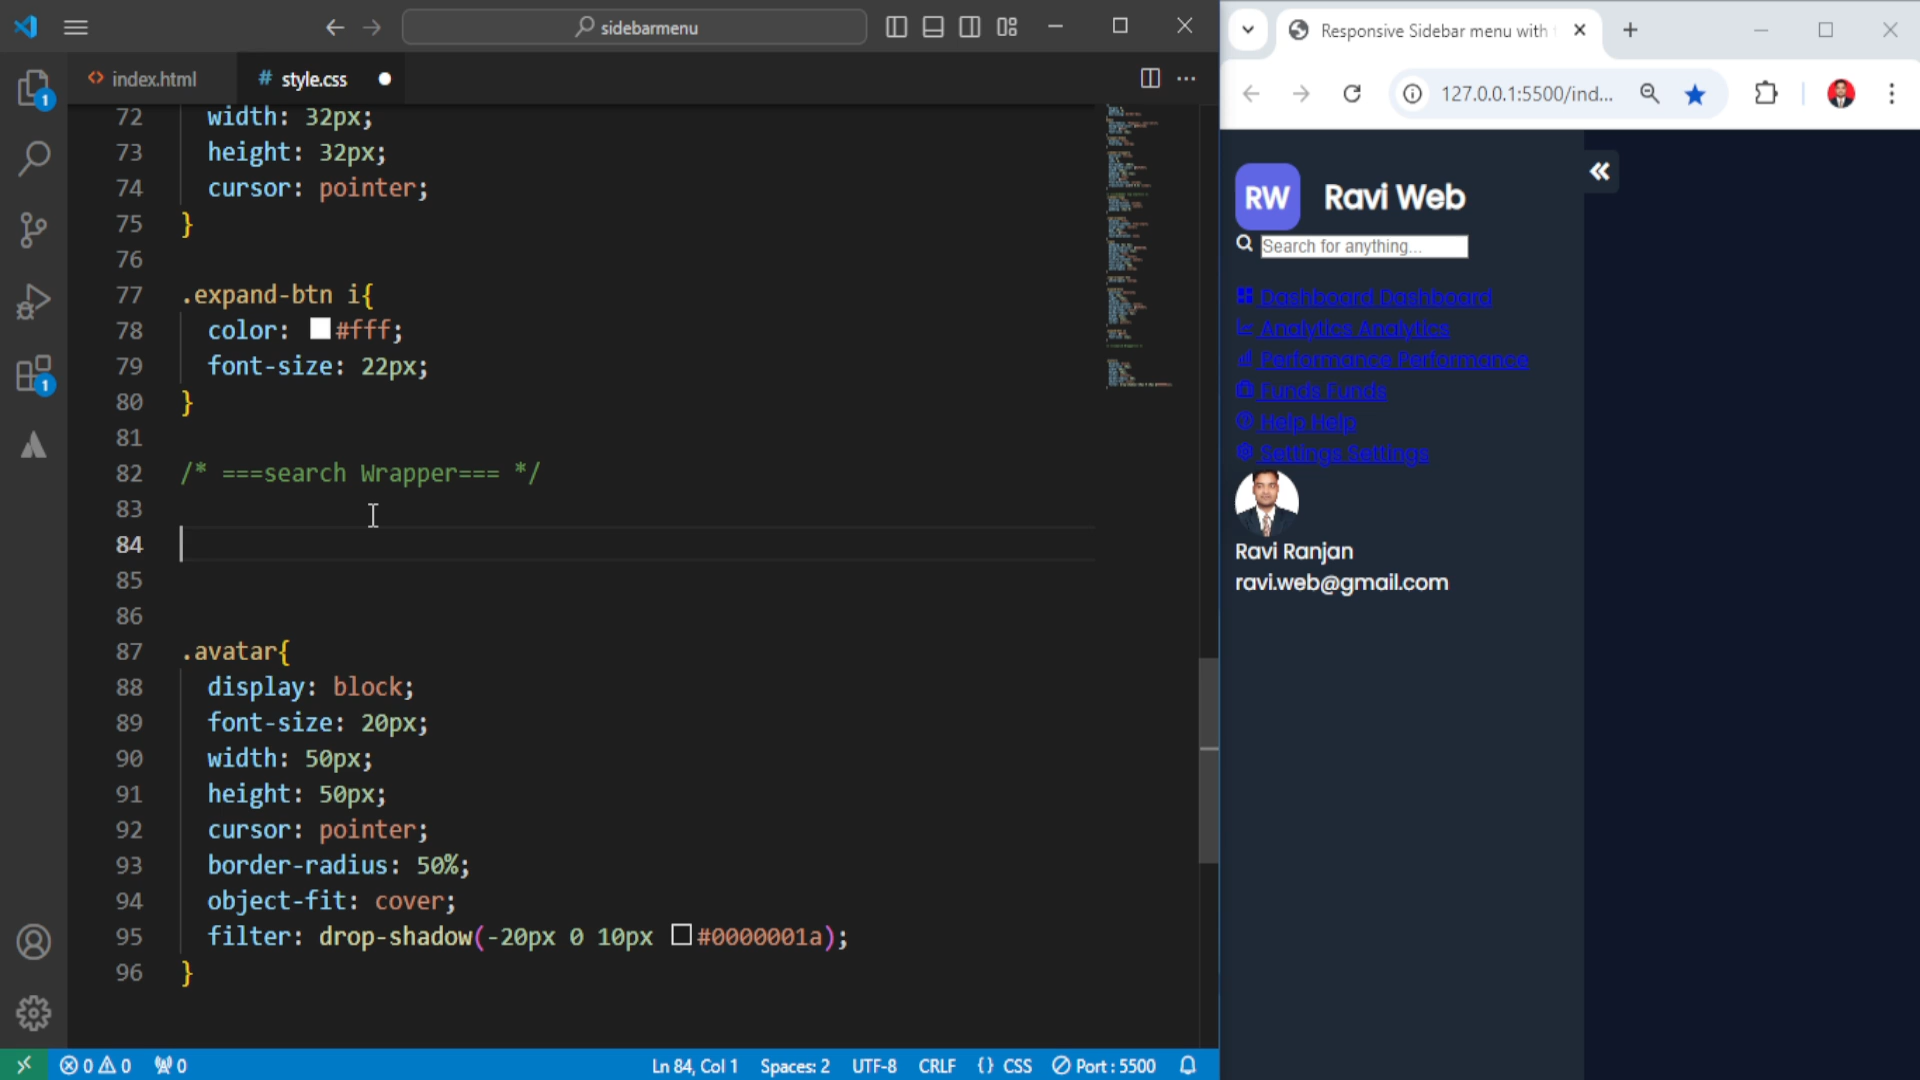 sidebarmenu
index.html
style.css
72 width: 32px;
73 height: 32px;
74 cursor: pointer;
75 }
76
77 .expand-btn i{
78 color: #fff;
79 font-size: 22px;
80 }
81
82 /* ===search Wrapper=== */
83
84
85
86
87 .avatar{
88 display: block;
89 font-size: 20px;
90 width: 50px;
91 height: 50px;
92 cursor: pointer;
93 border-radius: 50%;
94 object-fit: cover;
95 filter: drop-shadow(-20px 0 10px #0000001a);
96 }
1
1
0 0 0
Ln 84, Col 1 Spaces: 2 UTF-8 CRLF {} CSS Port : 5500
Responsive Sidebar menu with
127.0.0.1:5500/ind...
RW Ravi Web
Search for anything...
Dashboard Dashboard
Analytics Analytics
Performance Performance
Funds Funds
Help Help
Settings Settings
Ravi Ranjan
ravi.web@gmail.com